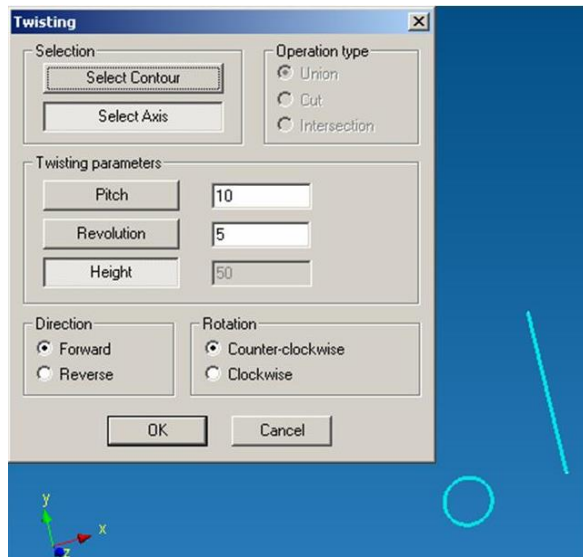 Twisting
Selection
Select Contour
Select Axis
Operation type
Union
Cut
Intersection
Twisting parameters
Pitch
10
Revolution
5
Height
50
Direction
Forward
Reverse
Rotation
Counter-clockwise
Clockwise
OK
Cancel
y
x
z